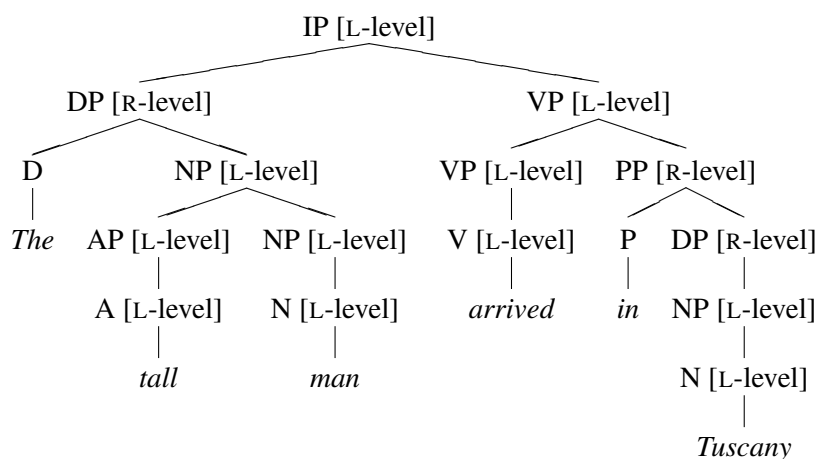 IP [L-level]
DP [R-level] VP [L-level]
D NP [L-level] VP [L-level] PP [R-level]
The AP [L-level] NP [L-level] V [L-level] P DP [R-level]
A [L-level] N [L-level] arrived in NP [L-level]
tall man N [L-level]
Tuscany